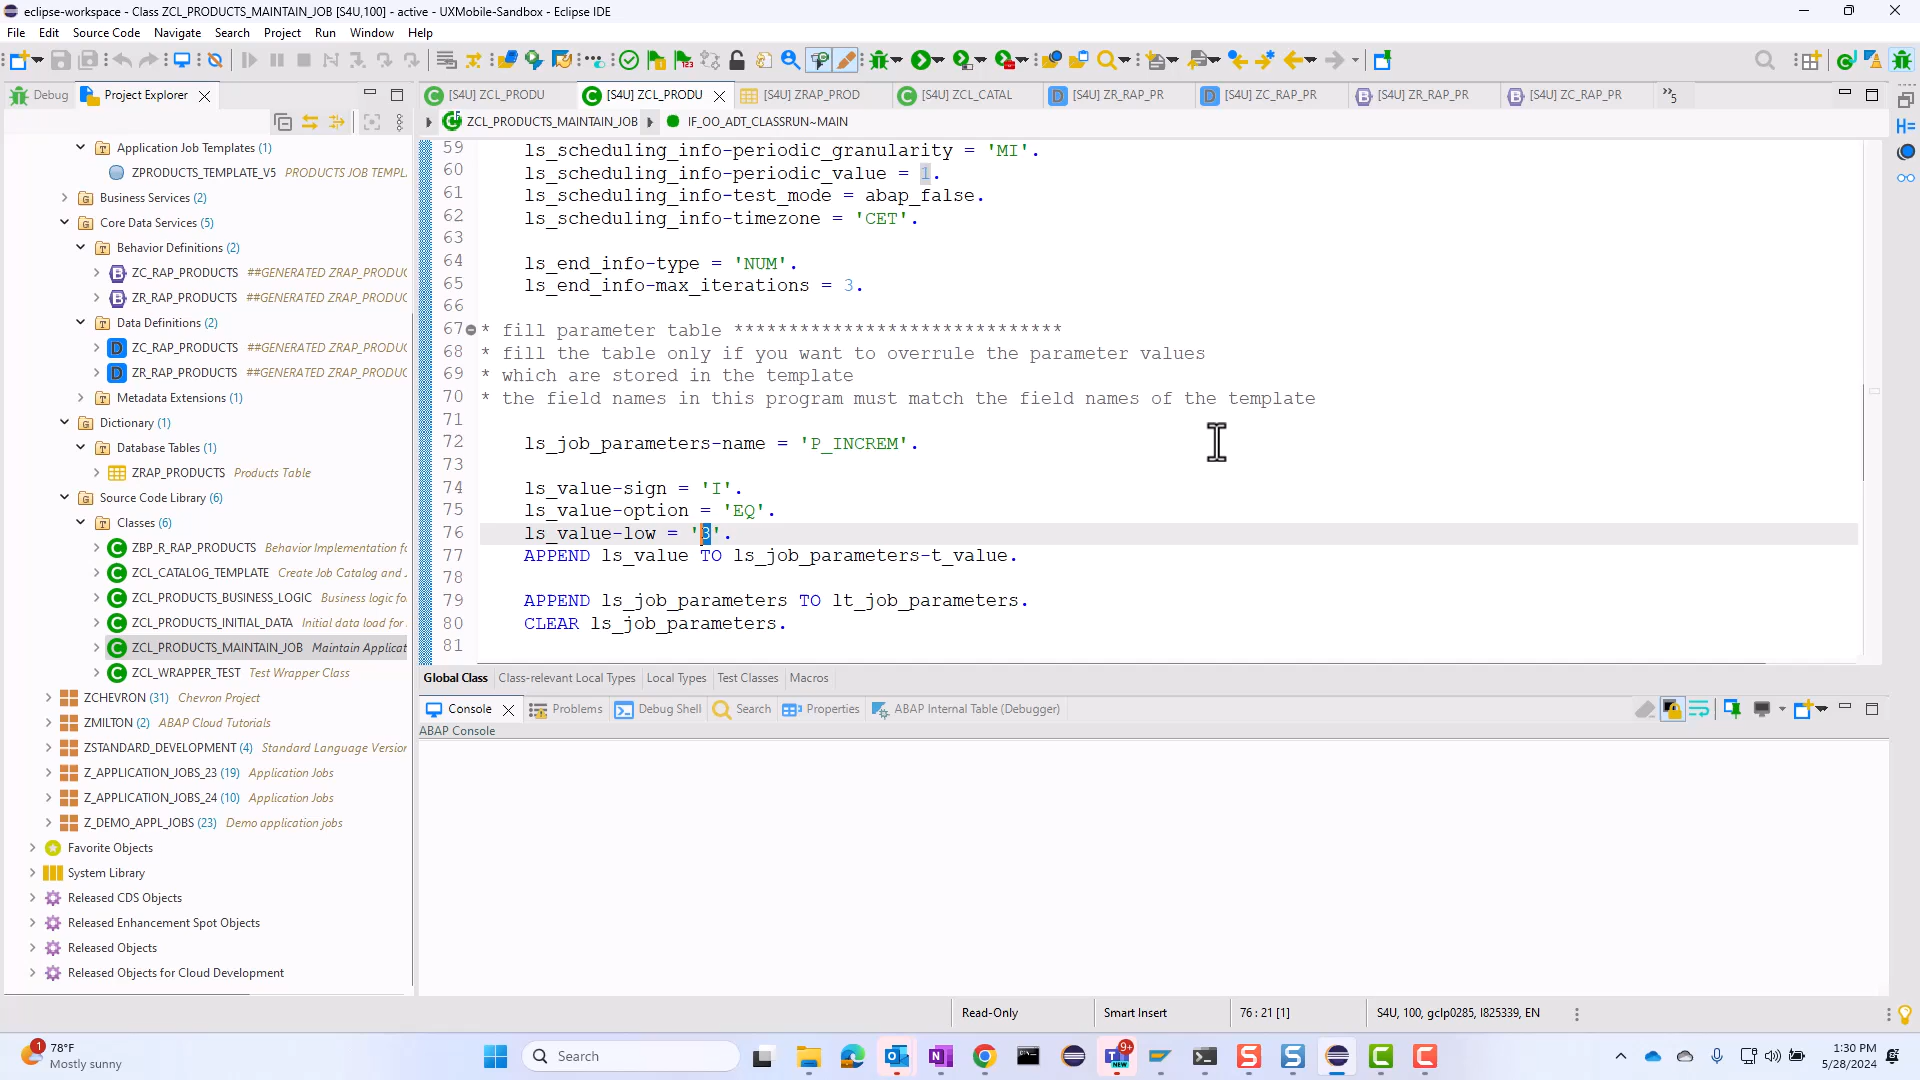 eclipse-workspace - Class ZCL_PRODUCTS_MAINTAIN_JOB [S4U,100] - active - UXMobile-Sandbox - Eclipse IDE
File Edit Source Code Navigate Search Project Run Window Help
Debug Project Explorer
[S4U] ZCL_PRODU [S4U] ZCL_PRODU [S4U] ZRAP_PROD [S4U] ZCL_CATAL [S4U] ZR_RAP_PR [S4U] ZC_RAP_PR [S4U] ZR_RAP_PR [S4U] ZC_RAP_PR »5
ZCL_PRODUCTS_MAINTAIN_JOB IF_OO_ADT_CLASSRUN~MAIN
Application Job Templates (1)
ZPRODUCTS_TEMPLATE_V5 PRODUCTS JOB TEMPL
Business Services (2)
Core Data Services (5)
Behavior Definitions (2)
ZC_RAP_PRODUCTS ##GENERATED ZRAP_PRODUC
ZR_RAP_PRODUCTS ##GENERATED ZRAP_PRODUC
Data Definitions (2)
ZC_RAP_PRODUCTS ##GENERATED ZRAP_PRODUC
ZR_RAP_PRODUCTS ##GENERATED ZRAP_PRODUC
Metadata Extensions (1)
Dictionary (1)
Database Tables (1)
ZRAP_PRODUCTS Products Table
Source Code Library (6)
Classes (6)
ZBP_R_RAP_PRODUCTS Behavior Implementation fo
ZCL_CATALOG_TEMPLATE Create Job Catalog and
ZCL_PRODUCTS_BUSINESS_LOGIC Business logic fo
ZCL_PRODUCTS_INITIAL_DATA Initial data load for
ZCL_PRODUCTS_MAINTAIN_JOB Maintain Applicat
ZCL_WRAPPER_TEST Test Wrapper Class
ZCHEVRON (31) Chevron Project
ZMILTON (2) ABAP Cloud Tutorials
ZSTANDARD_DEVELOPMENT (4) Standard Language Version
Z_APPLICATION_JOBS_23 (19) Application Jobs
Z_APPLICATION_JOBS_24 (10) Application Jobs
Z_DEMO_APPL_JOBS (23) Demo application jobs
Favorite Objects
System Library
Released CDS Objects
Released Enhancement Spot Objects
Released Objects
Released Objects for Cloud Development
59 ls_scheduling_info-periodic_granularity = 'MI'.
60 ls_scheduling_info-periodic_value = 1.
61 ls_scheduling_info-test_mode = abap_false.
62 ls_scheduling_info-timezone = 'CET'.
63
64 ls_end_info-type = 'NUM'.
65 ls_end_info-max_iterations = 3.
66
67 * fill parameter table ******************************
68 * fill the table only if you want to overrule the parameter values
69 * which are stored in the template
70 * the field names in this program must match the field names of the template
71
72 ls_job_parameters-name = 'P_INCREM'.
73
74 ls_value-sign = 'I'.
75 ls_value-option = 'EQ'.
76 ls_value-low = '3'.
77 APPEND ls_value TO ls_job_parameters-t_value.
78
79 APPEND ls_job_parameters TO lt_job_parameters.
80 CLEAR ls_job_parameters.
81
Global Class Class-relevant Local Types Local Types Test Classes Macros
Console Problems Debug Shell Search Properties ABAP Internal Table (Debugger)
ABAP Console
Read-Only Smart Insert 76 : 21 [1] S4U, 100, gclp0285, I825339, EN
1 78°F
Mostly sunny
Search
9+
NEW
1:30 PM
5/28/2024